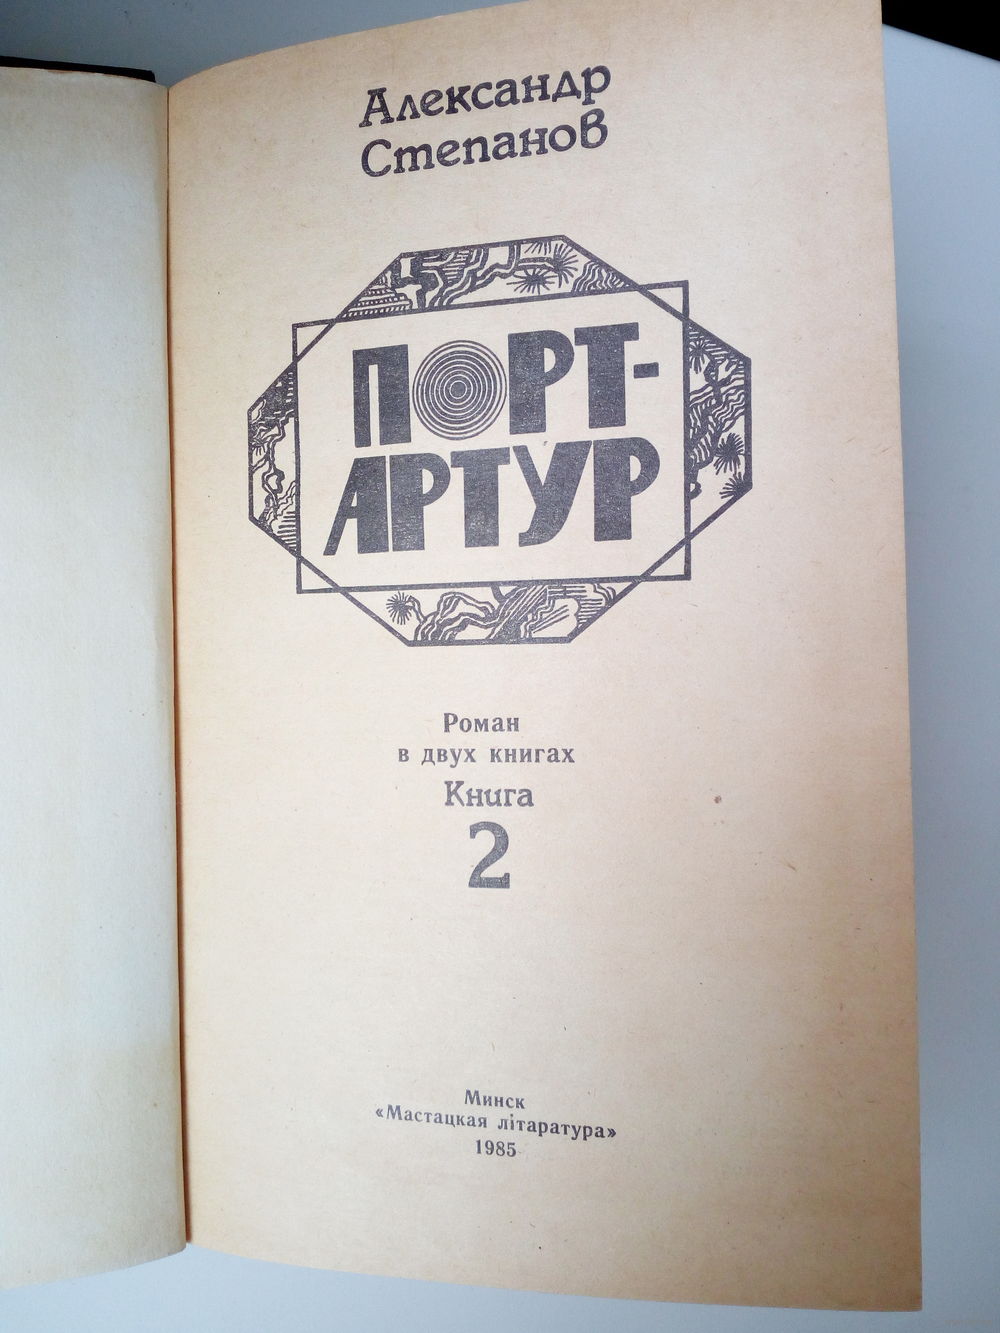 Александр
Степанов
ПОРТ-
АРТУР
Роман
в двух книгах
Книга
2
Минск
«Мастацкая літаратура»
1985